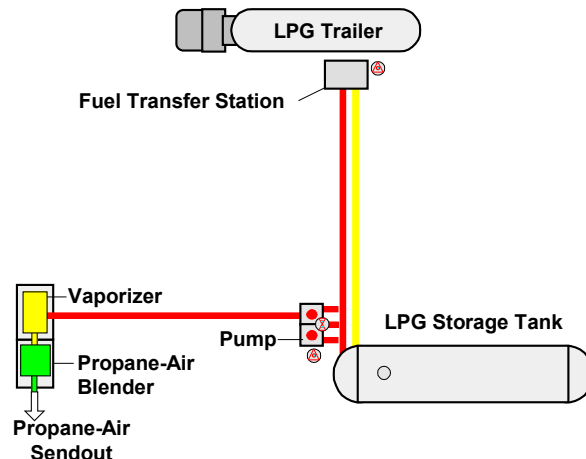 LPG Trailer
Fuel Transfer Station
Vaporizer
LPG Storage Tank
Pump
Propane-Air
Blender
Propane-Air
Sendout